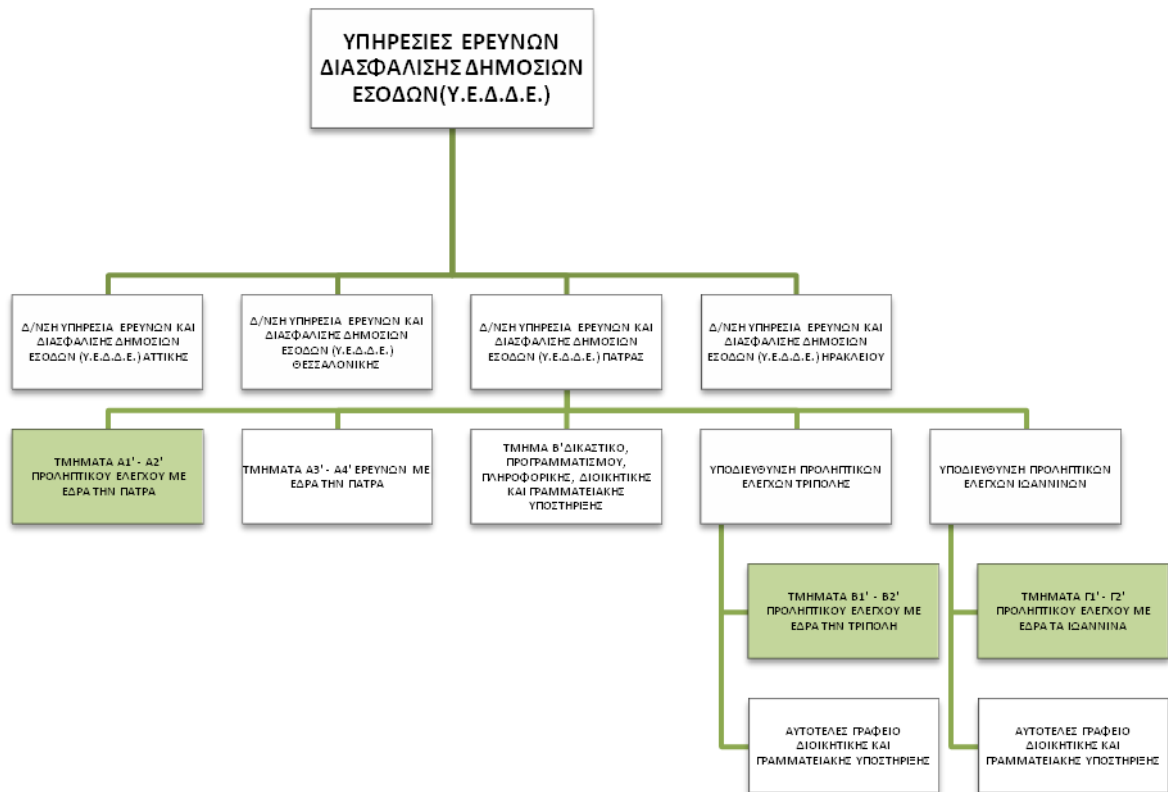 ΥΠΗΡΕΣΙΕΣ ΕΡΕΥΝΩΝ
ΔΙΑΣΦΑΛΙΣΗΣ ΔΗΜΟΣΙΩΝ
ΕΣΟΔΩΝ(Υ.Ε.Δ.Δ.Ε.)
Δ/ΝΣΗ ΥΠΗΡΕΣΙΑ ΕΡΕΥΝΩΝ ΚΑΙ
ΔΙΑΣΦΑΛΙΣΗΣ ΔΗΜΟΣΙΩΝ
ΕΣΟΔΩΝ (Υ.Ε.Δ.Δ.Ε.) ΑΤΤΙΚΗΣ
Δ/ΝΣΗ ΥΠΗΡΕΣΙΑ ΕΡΕΥΝΩΝ ΚΑΙ
ΔΙΑΣΦΑΛΙΣΗΣ ΔΗΜΟΣΙΩΝ
ΕΣΟΔΩΝ (Υ.Ε.Δ.Δ.Ε.)
ΘΕΣΣΑΛΟΝΙΚΗΣ
Δ/ΝΣΗ ΥΠΗΡΕΣΙΑ ΕΡΕΥΝΩΝ ΚΑΙ
ΔΙΑΣΦΑΛΙΣΗΣ ΔΗΜΟΣΙΩΝ
ΕΣΟΔΩΝ (Υ.Ε.Δ.Δ.Ε.) ΠΑΤΡΑΣ
Δ/ΝΣΗ ΥΠΗΡΕΣΙΑ ΕΡΕΥΝΩΝ ΚΑΙ
ΔΙΑΣΦΑΛΙΣΗΣ ΔΗΜΟΣΙΩΝ
ΕΣΟΔΩΝ (Υ.Ε.Δ.Δ.Ε.) ΗΡΑΚΛΕΙΟΥ
ΤΜΗΜΑΤΑ Α1' - Α2'
ΠΡΟΛΗΠΤΙΚΟΥ ΕΛΕΓΧΟΥ ΜΕ
ΕΔΡΑ ΤΗΝ ΠΑΤΡΑ
ΤΜΗΜΑΤΑ Α3' - Α4' ΕΡΕΥΝΩΝ ΜΕ
ΕΔΡΑ ΤΗΝ ΠΑΤΡΑ
ΤΜΗΜΑ Β'ΔΙΚΑΣΤΙΚΟ,
ΠΡΟΓΡΑΜΜΑΤΙΣΜΟΥ,
ΠΛΗΡΟΦΟΡΙΚΗΣ, ΔΙΟΙΚΗΤΙΚΗΣ
ΚΑΙ ΓΡΑΜΜΑΤΕΙΑΚΗΣ
ΥΠΟΣΤΗΡΙΞΗΣ
ΥΠΟΔΙΕΥΘΥΝΣΗ ΠΡΟΛΗΠΤΙΚΩΝ
ΕΛΕΓΧΩΝ ΤΡΙΠΟΛΗΣ
ΥΠΟΔΙΕΥΘΥΝΣΗ ΠΡΟΛΗΠΤΙΚΩΝ
ΕΛΕΓΧΩΝ ΙΩΑΝΝΙΝΩΝ
ΤΜΗΜΑΤΑ Β1' - Β2'
ΠΡΟΛΗΠΤΙΚΟΥ ΕΛΕΓΧΟΥ ΜΕ
ΕΔΡΑ ΤΗΝ ΤΡΙΠΟΛΗ
ΤΜΗΜΑΤΑ Γ1' - Γ2'
ΠΡΟΛΗΠΤΙΚΟΥ ΕΛΕΓΧΟΥ ΜΕ
ΕΔΡΑ ΤΑ ΙΩΑΝΝΙΝΑ
ΑΥΤΟΤΕΛΕΣ ΓΡΑΦΕΙΟ
ΔΙΟΙΚΗΤΙΚΗΣ ΚΑΙ
ΓΡΑΜΜΑΤΕΙΑΚΗΣ ΥΠΟΣΤΗΡΙΞΗΣ
ΑΥΤΟΤΕΛΕΣ ΓΡΑΦΕΙΟ
ΔΙΟΙΚΗΤΙΚΗΣ ΚΑΙ
ΓΡΑΜΜΑΤΕΙΑΚΗΣ ΥΠΟΣΤΗΡΙΞΗΣ